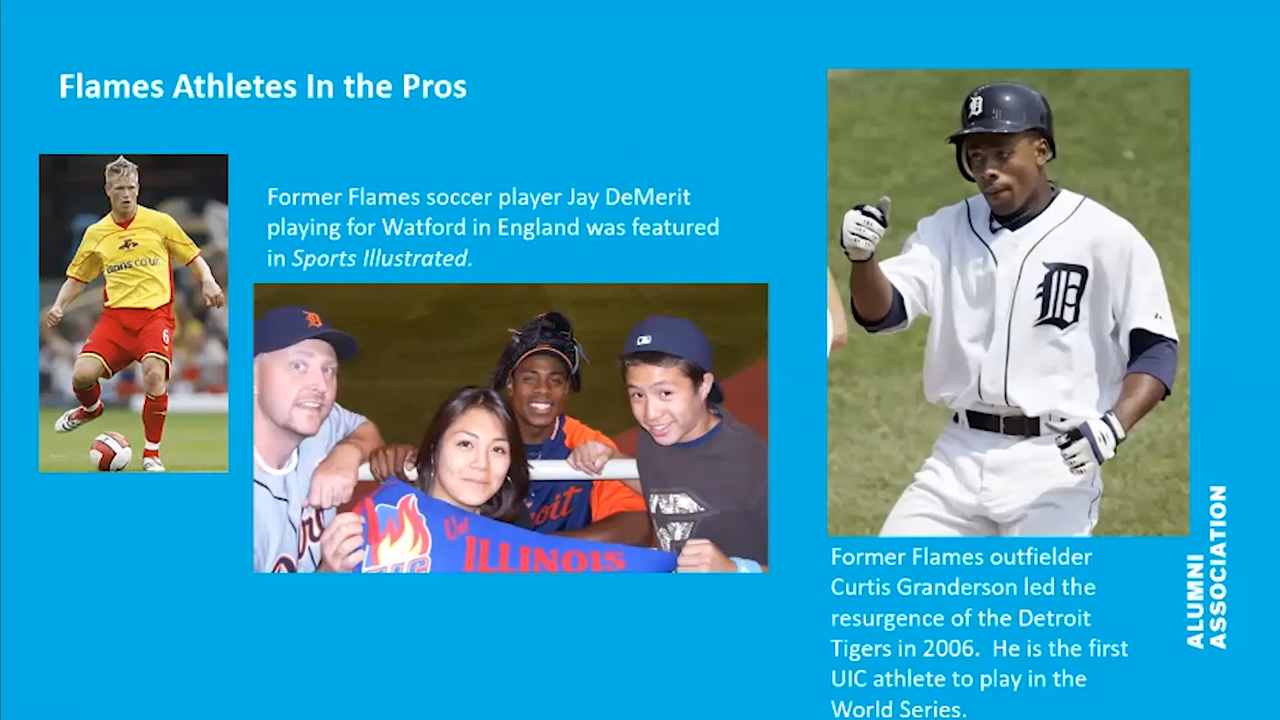 Flames Athletes In the Pros
Former Flames soccer player Jay DeMerit
playing for Watford in England was featured
in Sports Illustrated.
6
D
ILLINOIS
D
D
Former Flames outfielder
Curtis Granderson led the
resurgence of the Detroit
Tigers in 2006.  He is the first
UIC athlete to play in the
World Series.
ALUMNI
ASSOCIATION